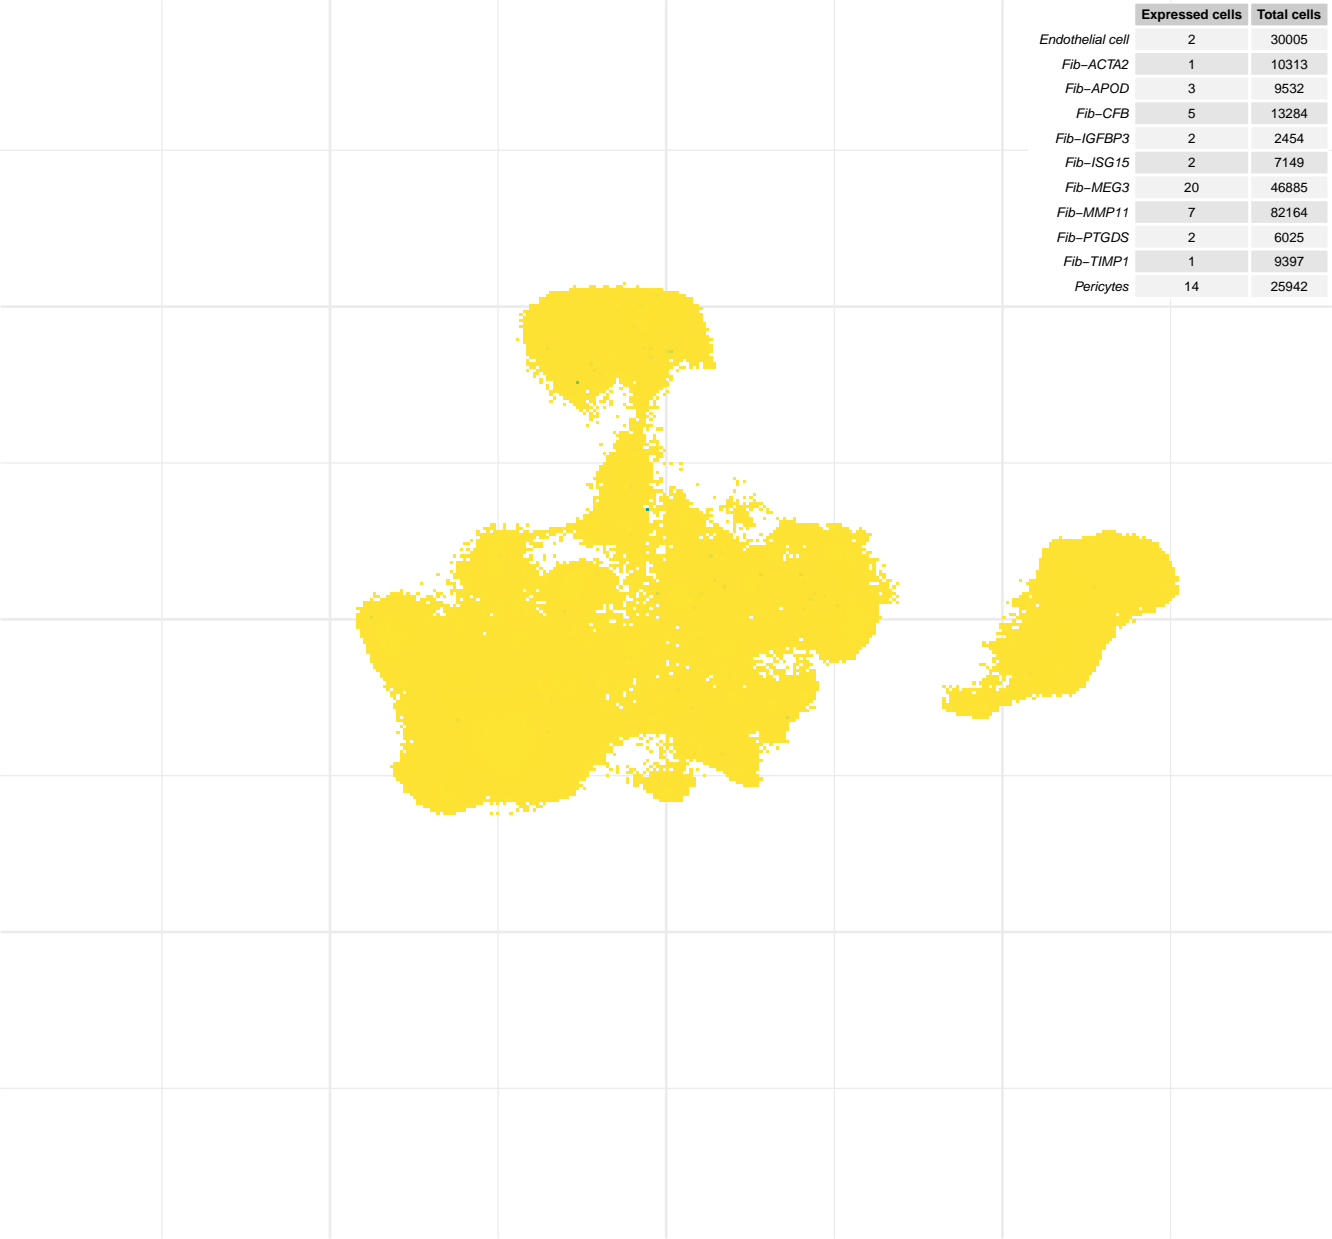 Expressed cells Total cells
Endothelial cell 2 30005
Fib−ACTA2 1 10313
Fib−APOD 3 9532
Fib−CFB 5 13284
Fib−IGFBP3 2 2454
Fib−ISG15 2 7149
Fib−MEG3 20 46885
Fib−MMP11 7 82164
Fib−PTGDS 2 6025
Fib−TIMP1 1 9397
Pericytes 14 25942